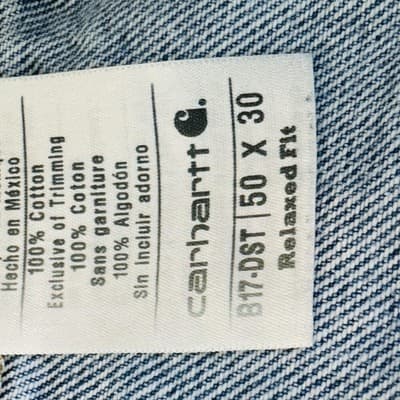 Hecho en México
100% Cotton
Exclusive of Trimming
100% Coton
Sans garniture
100% Algodón
Sin incluir adorno
carhartt
B17-DST | 50 X 30
Relaxed Fit